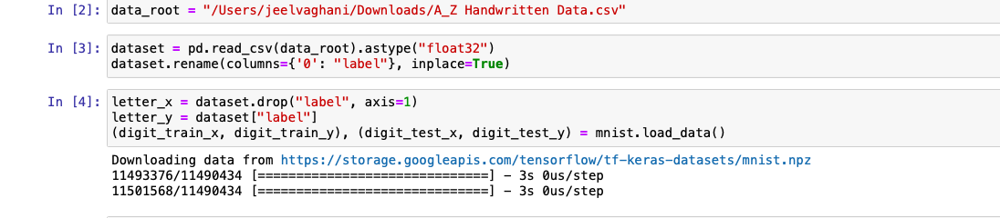 In [2]: data_root = "/Users/jeelvaghani/Downloads/A_Z Handwritten Data.csv"
In [3]: dataset = pd.read_csv(data_root).astype("float32")
dataset.rename(columns={'0': "label"}, inplace=True)
In [4]: letter_x = dataset.drop("label", axis=1)
letter_y = dataset["label"]
(digit_train_x, digit_train_y), (digit_test_x, digit_test_y) = mnist.load_data()
Downloading data from https://storage.googleapis.com/tensorflow/tf-keras-datasets/mnist.npz
11493376/11490434 [==============================] - 3s 0us/step
11501568/11490434 [==============================] - 3s 0us/step